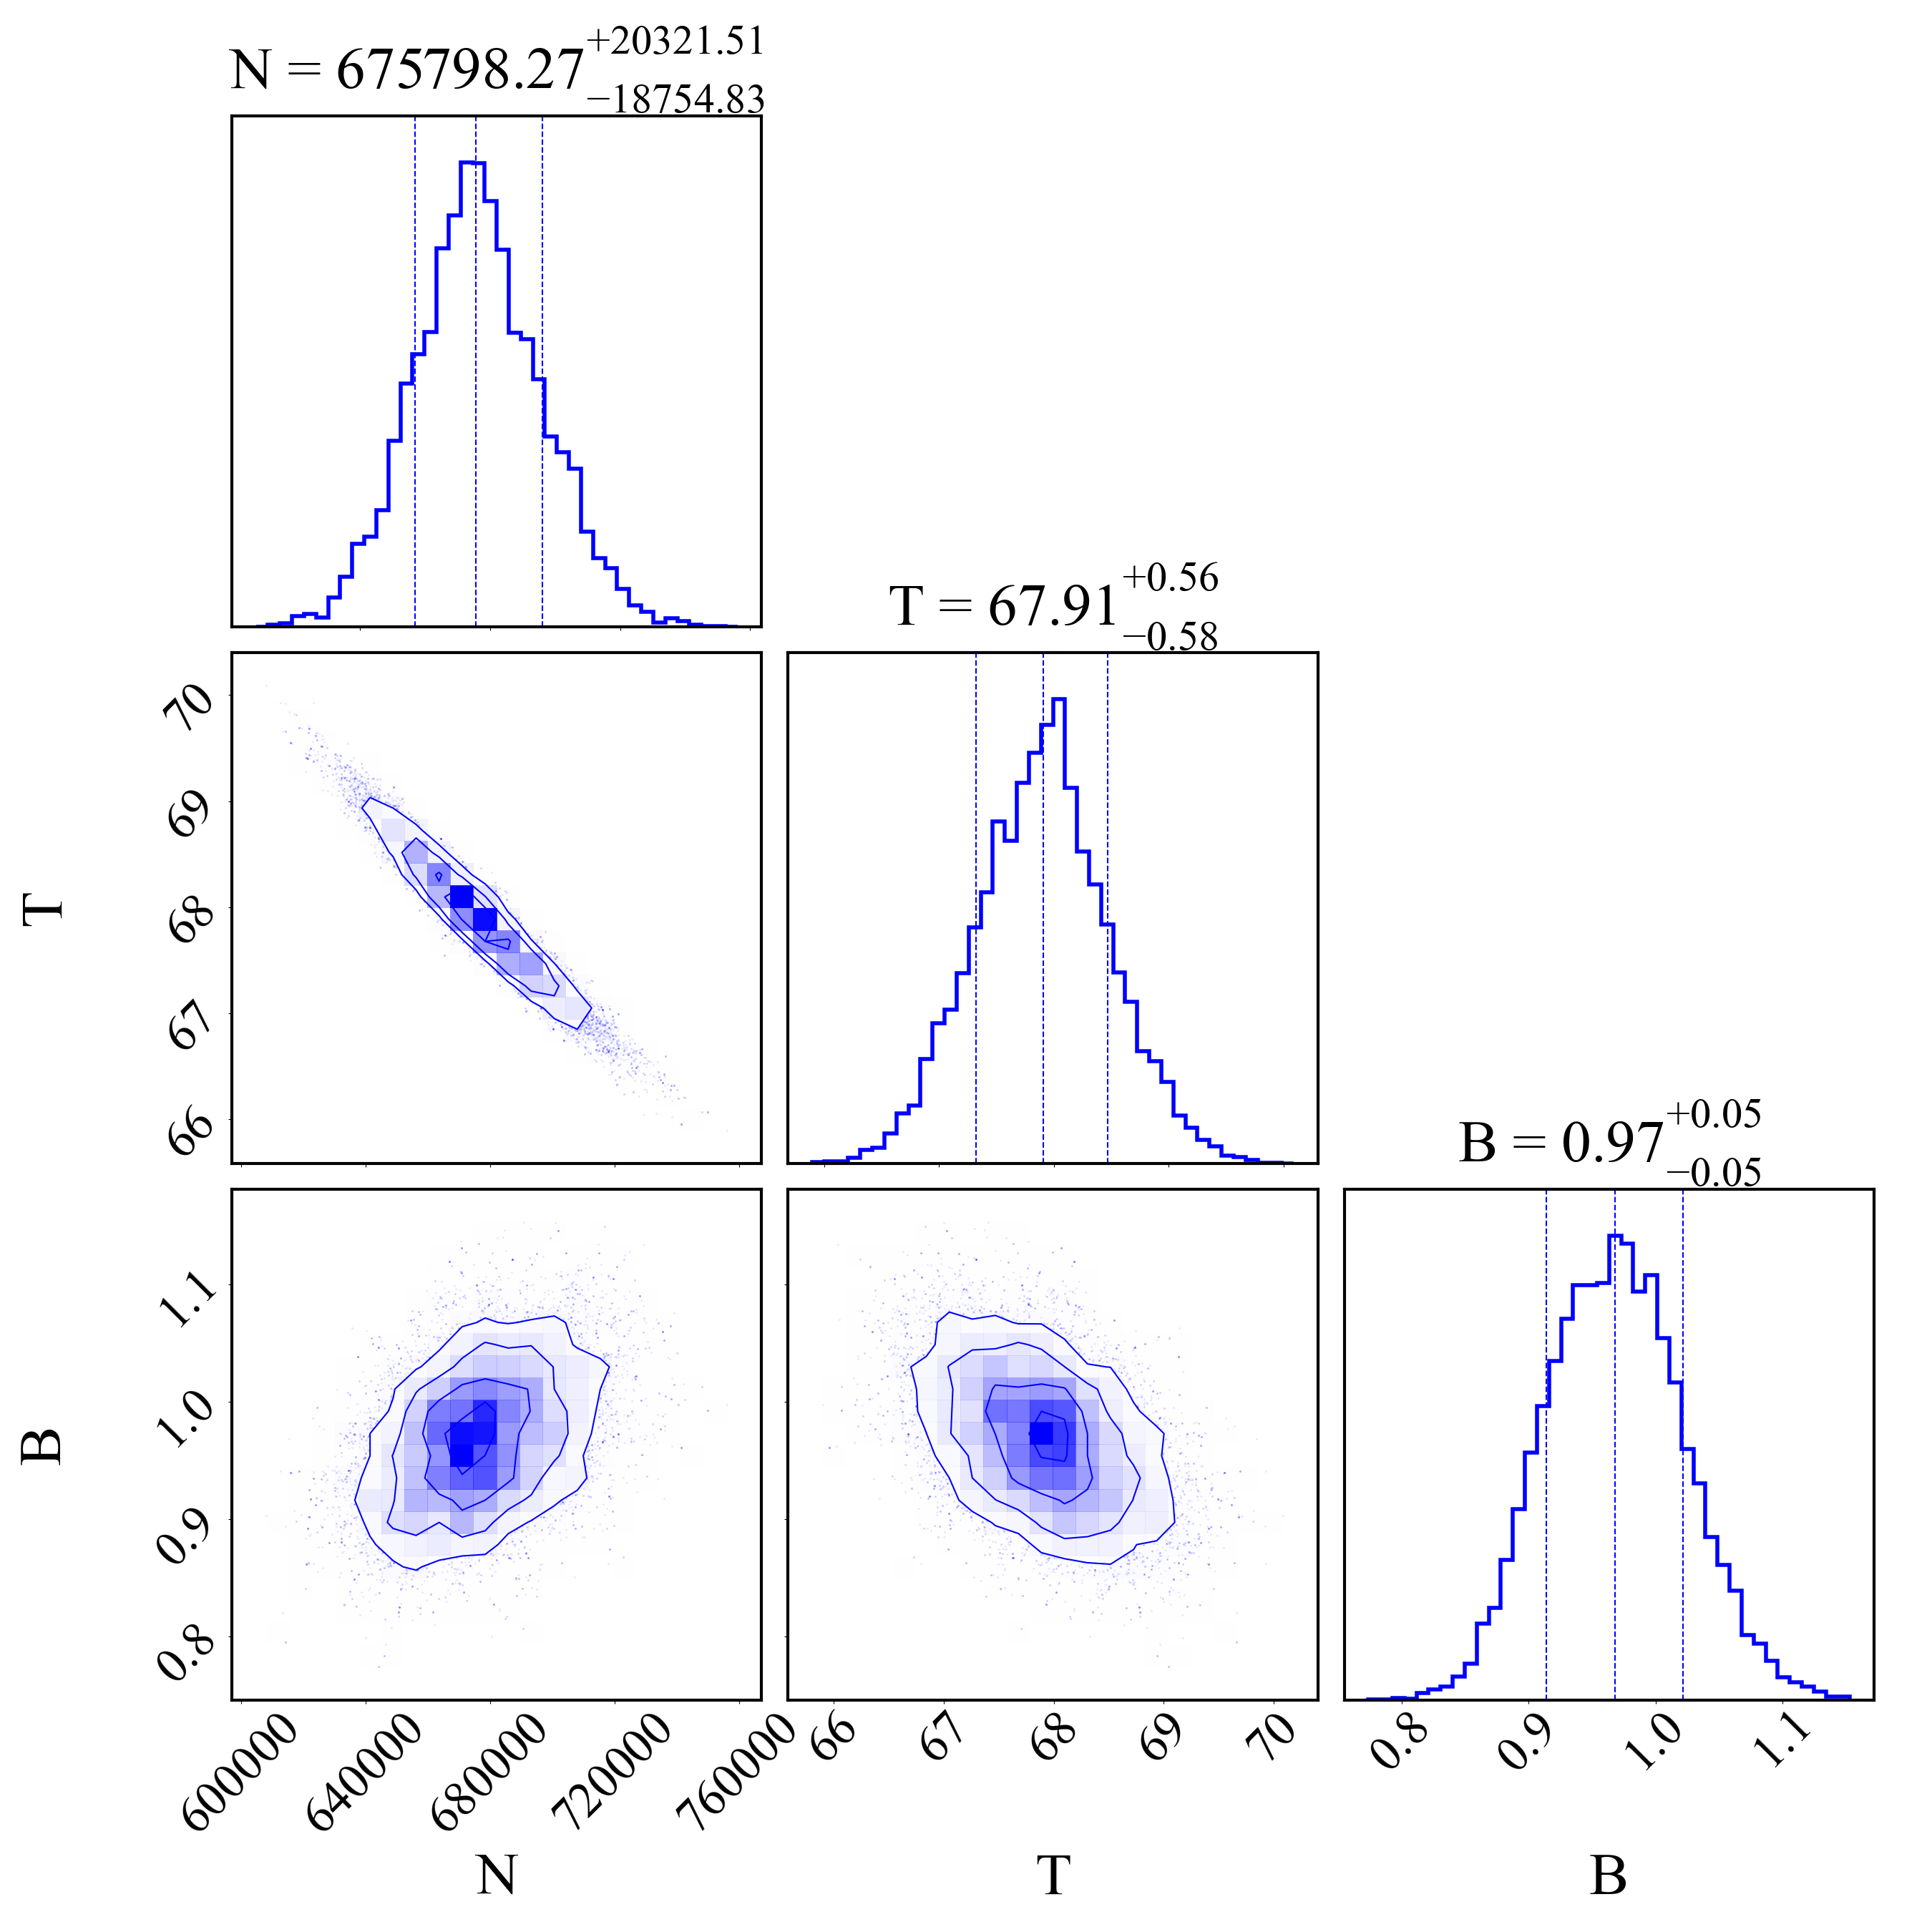 N = 675798.27 +20321.51 −18754.83
T = 67.91 +0.56 −0.58
70
69
68
67
66
T
B = 0.97 +0.05 −0.05
1.1
1.0
0.9
0.8
B
600000 640000 680000 720000 760000
66 67 68 69 70
0.8 0.9 1.0 1.1
N T B